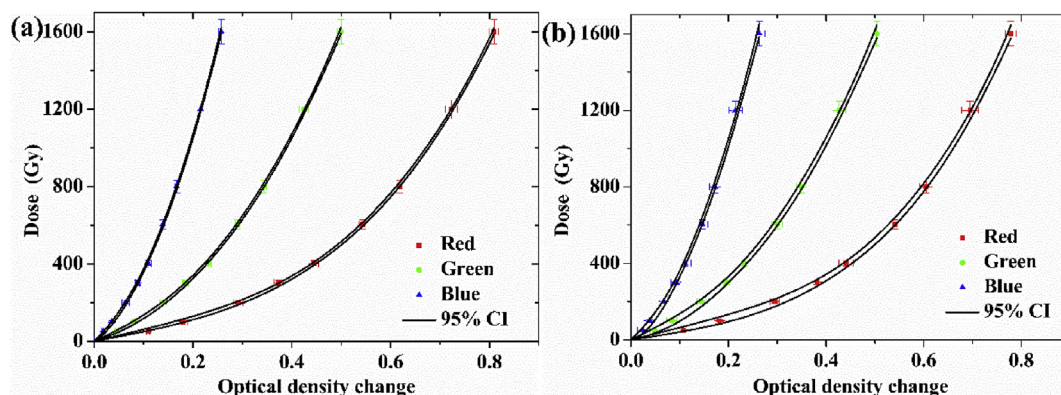 (a)
1600
1200
800
400
0
Dose (Gy)
Red
Green
Blue
95% CI
0.0 0.2 0.4 0.6 0.8
Optical density change
(b)
1600
1200
800
400
0
Dose (Gy)
Red
Green
Blue
95% CI
0.0 0.2 0.4 0.6 0.8
Optical density change